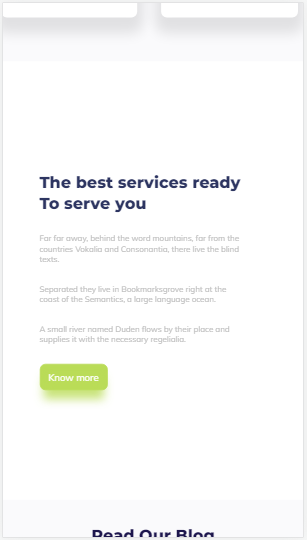 The best services ready
To serve you
Far far away, behind the word mountains, far from the
countries Vokalia and Consonantia, there live the blind
texts.
Separated they live in Bookmarksgrove right at the
coast of the Semantics, a large language ocean.
A small river named Duden flows by their place and
supplies it with the necessary regelialia.
Know more
Read Our Blog